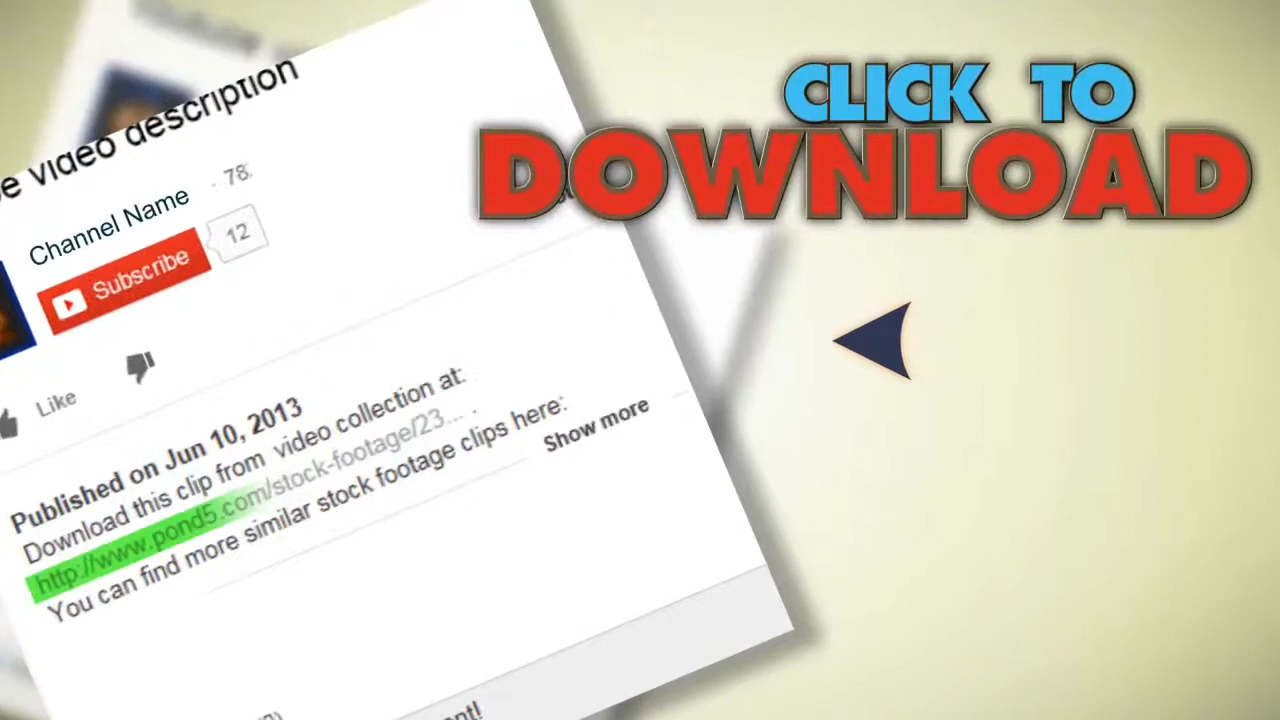 CLICK TO
DOWNLOAD
video description
Channel Name
Subscribe
12
Like
Published on Jun 10, 2013
Download this clip from video collection at:
http://www.pond5.com/stock-footage/23...
You can find more similar stock footage clips here:
Show more